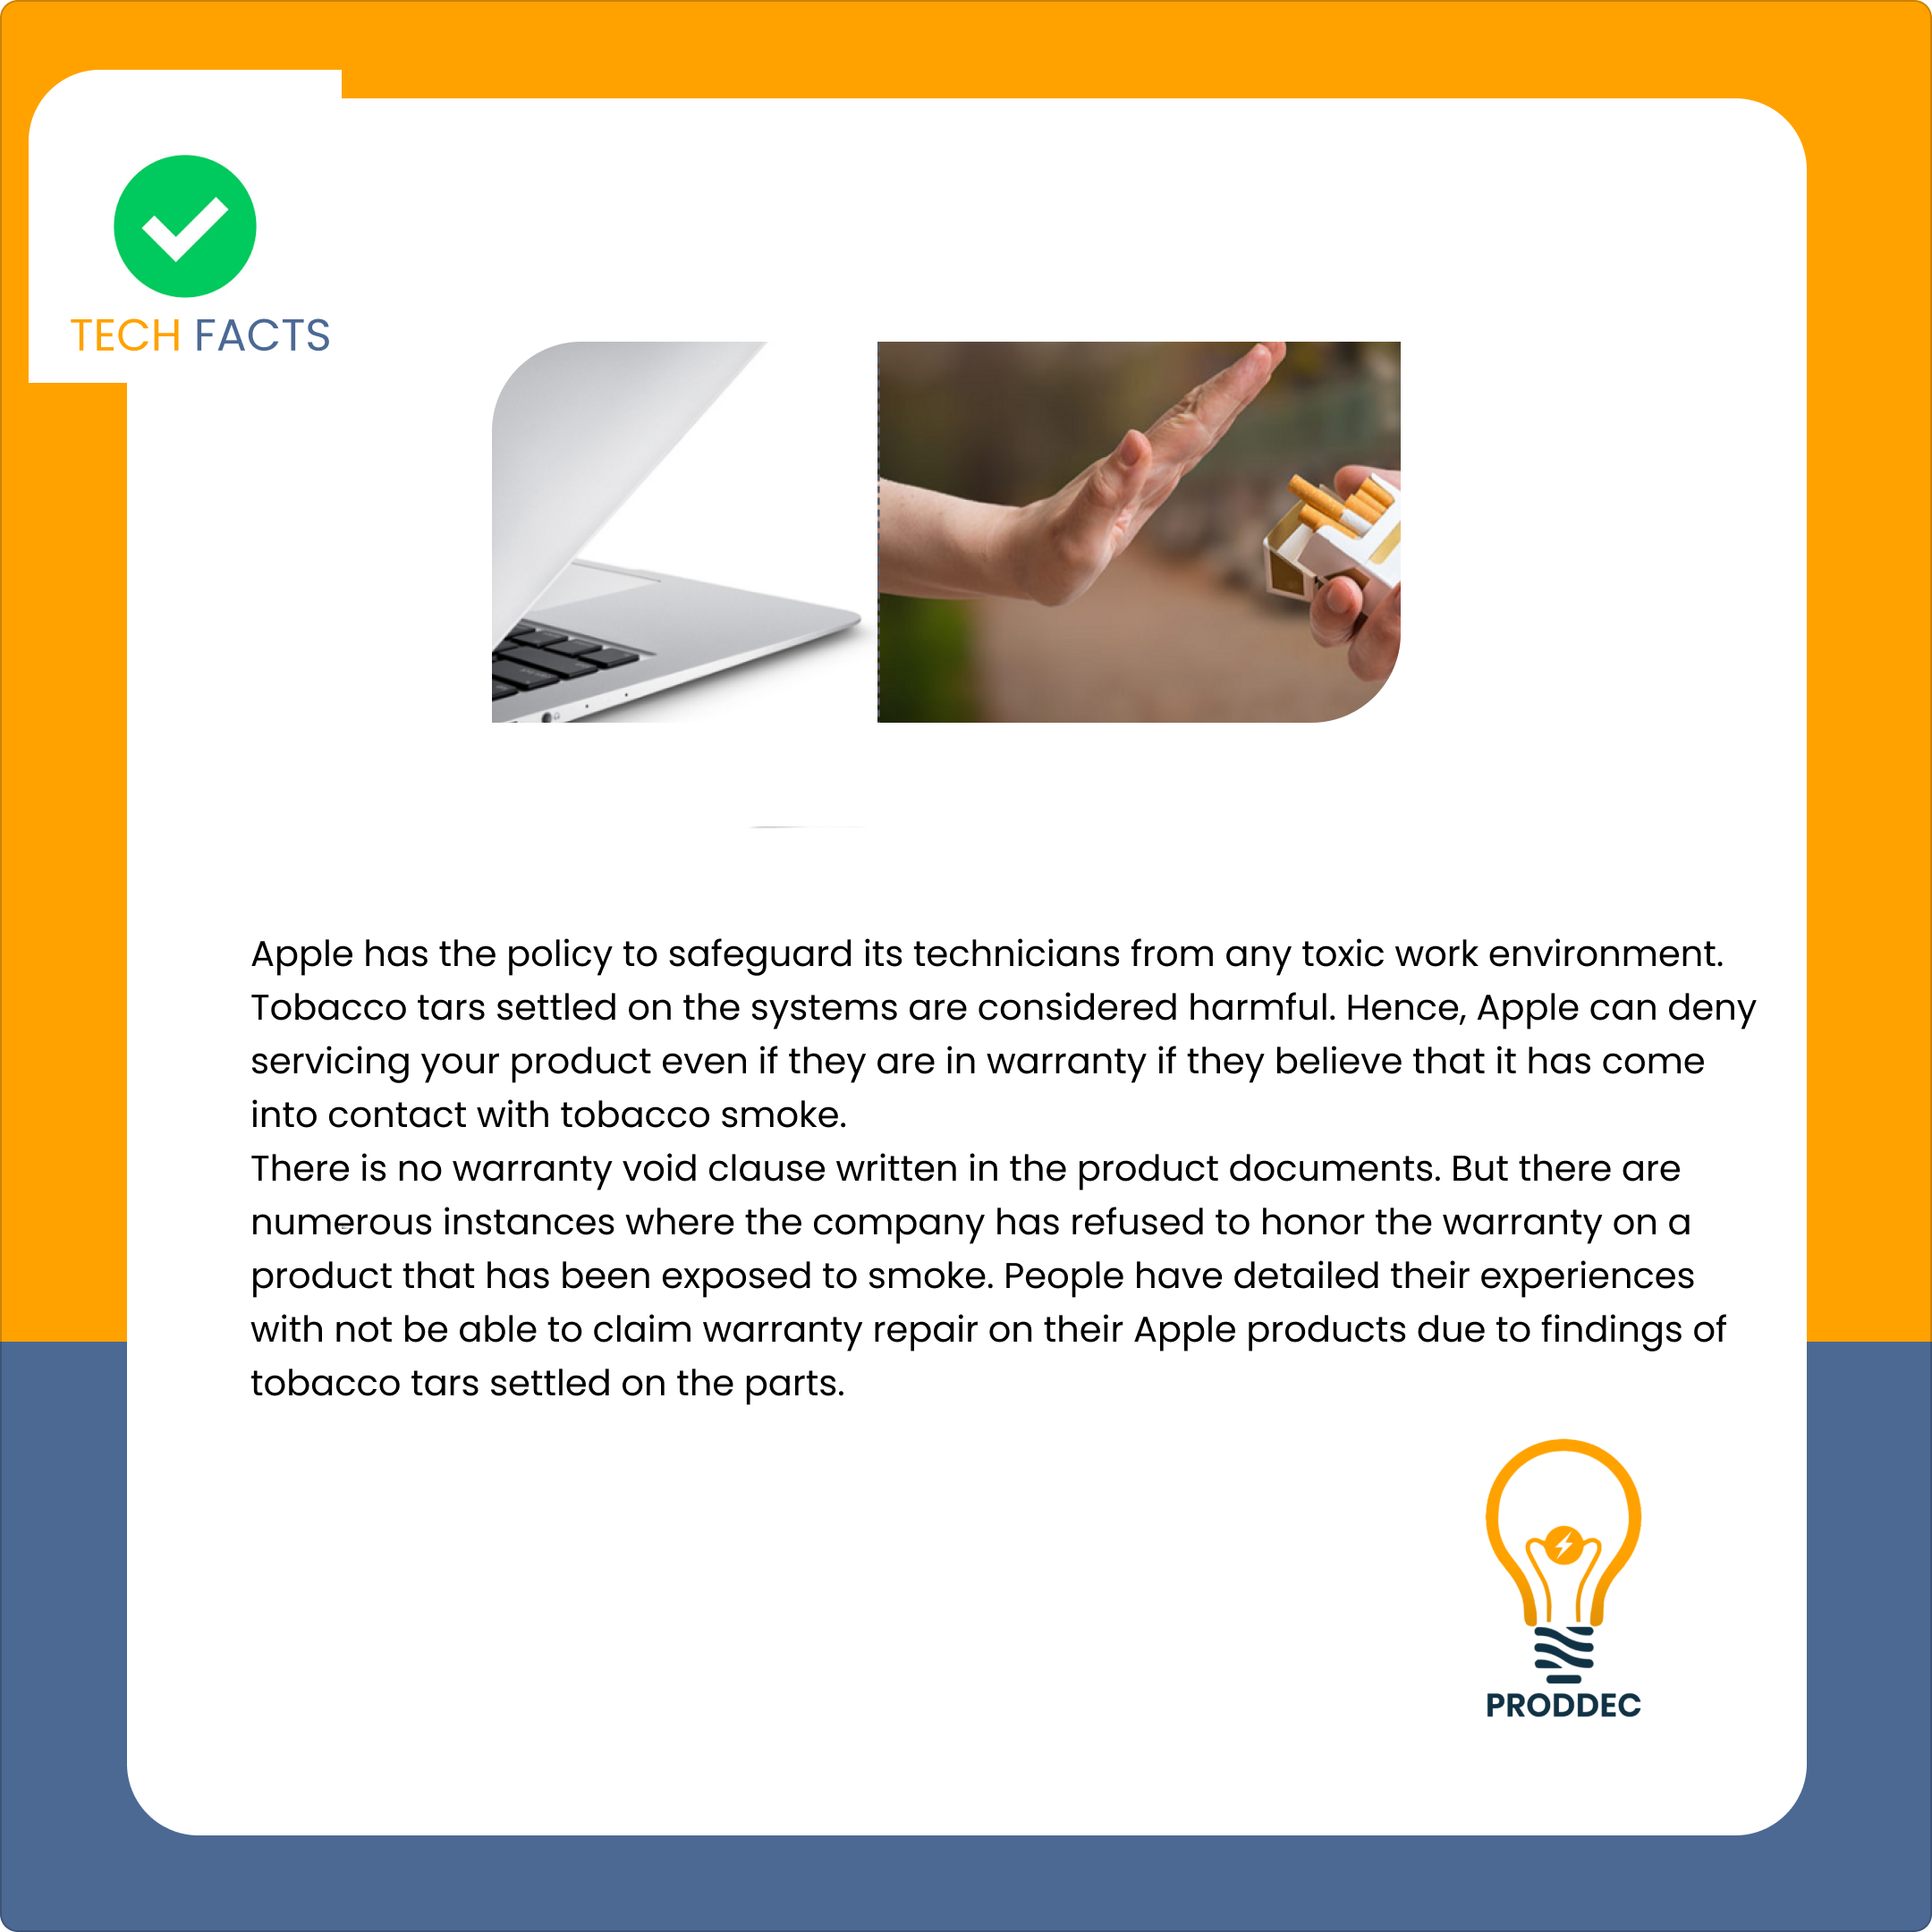 TECH FACTS
Apple has the policy to safeguard its technicians from any toxic work environment.
Tobacco tars settled on the systems are considered harmful. Hence, Apple can deny
servicing your product even if they are in warranty if they believe that it has come
into contact with tobacco smoke.
There is no warranty void clause written in the product documents. But there are
numerous instances where the company has refused to honor the warranty on a
product that has been exposed to smoke. People have detailed their experiences
with not be able to claim warranty repair on their Apple products due to findings of
tobacco tars settled on the parts.
PRODDEC